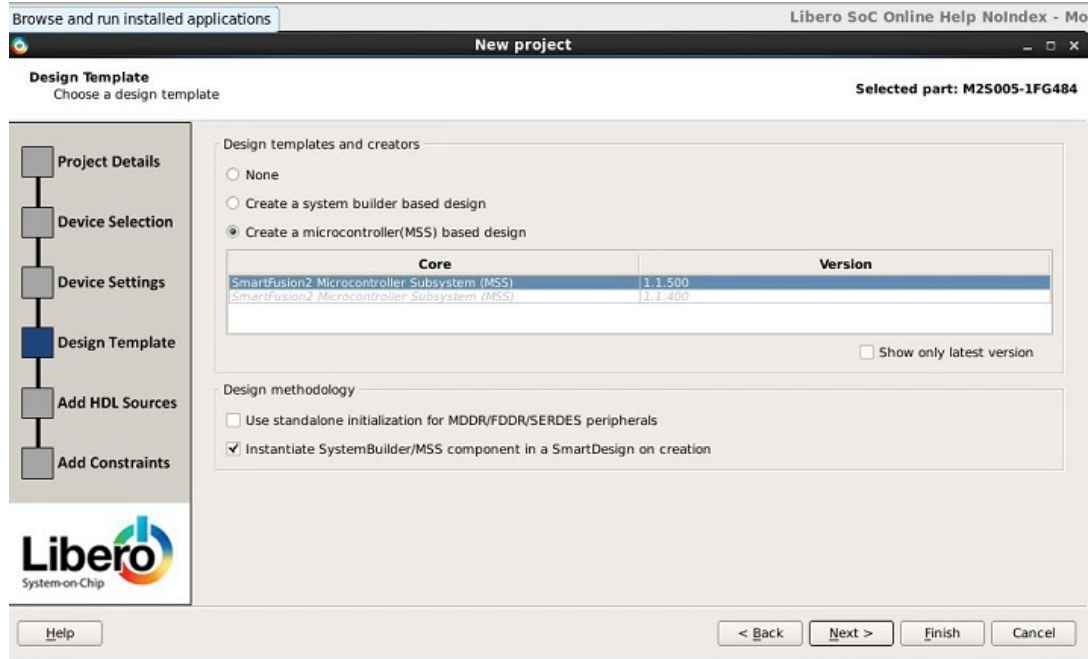 Browse and run installed applications
Libero SoC Online Help NoIndex - Mo
New project
Design Template
Choose a design template
Selected part: M2S005-1FG484
Project Details
Device Selection
Device Settings
Design Template
Add HDL Sources
Add Constraints
Libero
System-on-Chip
Design templates and creators
None
Create a system builder based design
Create a microcontroller(MSS) based design
Core Version
SmartFusion2 Microcontroller Subsystem (MSS) 1.1.500
SmartFusion2 Microcontroller Subsystem (MSS) 1.1.400
Show only latest version
Design methodology
Use standalone initialization for MDDR/FDDR/SERDES peripherals
Instantiate SystemBuilder/MSS component in a SmartDesign on creation
Help
< Back
Next >
Finish
Cancel